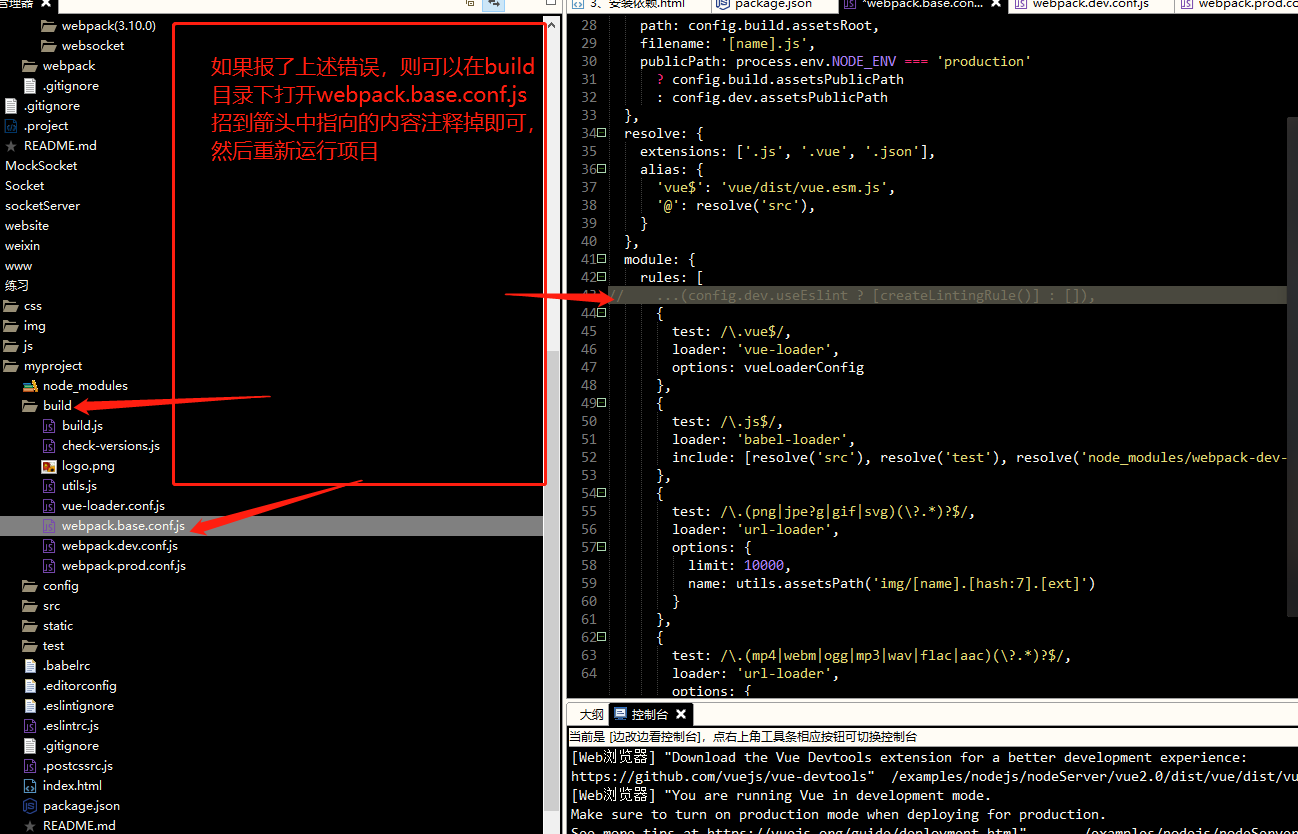 管理器
webpack(3.10.0)
websocket
webpack
.gitignore
.gitignore
.project
README.md
MockSocket
Socket
socketServer
website
weixin
www
练习
css
img
js
myproject
node_modules
build
build.js
check-versions.js
logo.png
utils.js
vue-loader.conf.js
webpack.base.conf.js
webpack.dev.conf.js
webpack.prod.conf.js
config
src
static
test
.babelrc
.editorconfig
.eslintignore
.eslintrc.js
.gitignore
.postcssrc.js
index.html
package.json
README.md
如果报了上述错误，则可以在build
目录下打开webpack.base.conf.js
招到箭头中指向的内容注释掉即可，
然后重新运行项目
3、安装依赖.html
package.json
*webpack.base.con...
webpack.dev.conf.js
webpack.prod.co
28 path: config.build.assetsRoot,
29 filename: '[name].js',
30 publicPath: process.env.NODE_ENV === 'production'
31 ? config.build.assetsPublicPath
32 : config.dev.assetsPublicPath
33 },
34 resolve: {
35 extensions: ['.js', '.vue', '.json'],
36 alias: {
37 'vue$': 'vue/dist/vue.esm.js',
38 '@': resolve('src'),
39 }
40 },
41 module: {
42 rules: [
43 // ...(config.dev.useEslint ? [createLintingRule()] : []),
44 {
45 test: /\.vue$/,
46 loader: 'vue-loader',
47 options: vueLoaderConfig
48 },
49 {
50 test: /\.js$/,
51 loader: 'babel-loader',
52 include: [resolve('src'), resolve('test'), resolve('node_modules/webpack-dev-
53 },
54 {
55 test: /\.(png|jpe?g|gif|svg)(\?.*)?$/,
56 loader: 'url-loader',
57 options: {
58 limit: 10000,
59 name: utils.assetsPath('img/[name].[hash:7].[ext]')
60 }
61 },
62 {
63 test: /\.(mp4|webm|ogg|mp3|wav|flac|aac)(\?.*)?$/,
64 loader: 'url-loader',
options: {
大纲 控制台
当前是 [边改边看控制台]，点右上角工具条相应按钮可切换控制台
[Web浏览器] "Download the Vue Devtools extension for a better development experience:
https://github.com/vuejs/vue-devtools" /examples/nodejs/nodeServer/vue2.0/dist/vue/dist/vu
[Web浏览器] "You are running Vue in development mode.
Make sure to turn on production mode when deploying for production.
See more tips at https://vuejs.org/guide/deployment.html" /examples/nodejs/nodeServer